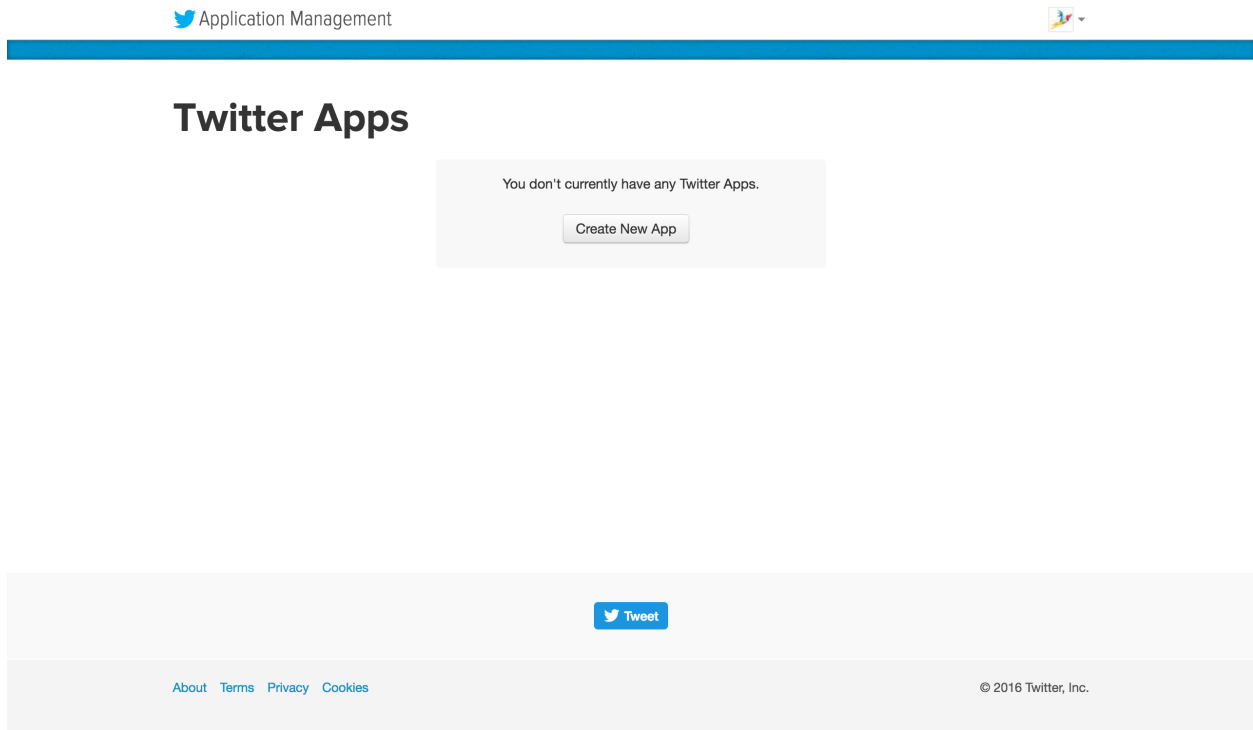 Application Management
Twitter Apps
You don't currently have any Twitter Apps.
Create New App
Tweet
About Terms Privacy Cookies
© 2016 Twitter, Inc.